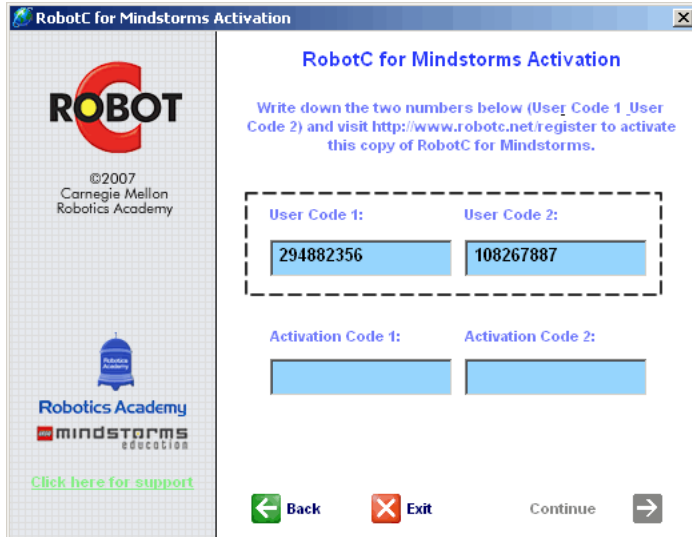 RobotC for Mindstorms Activation
ROBOT
©2007
Carnegie Mellon
Robotics Academy
Robotics
Academy
Robotics Academy
LEGO mindstorms
education
Click here for support
RobotC for Mindstorms Activation
Write down the two numbers below (User Code 1 User
Code 2) and visit http://www.robotc.net/register to activate
this copy of RobotC for Mindstorms.
User Code 1: User Code 2:
294882356 108267887
Activation Code 1: Activation Code 2:
Back Exit Continue